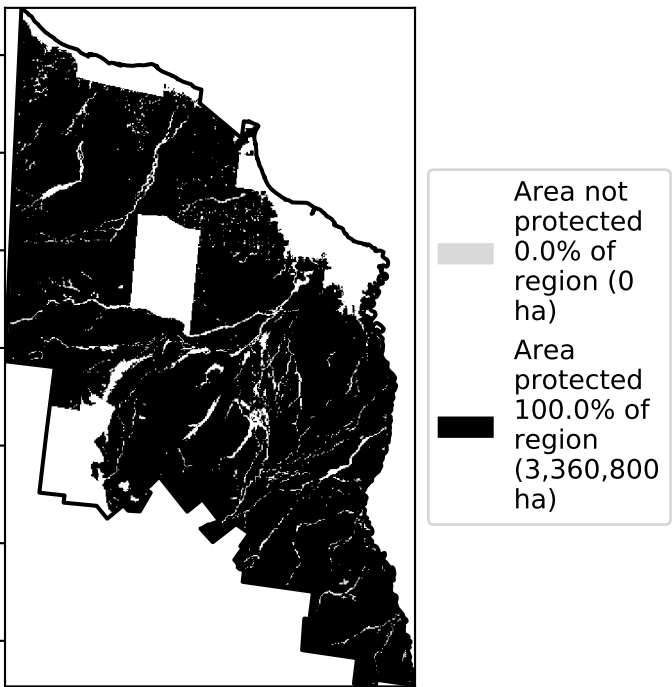 Area not
protected
0.0% of
region (0
ha)
Area
protected
100.0% of
region
(3,360,800
ha)